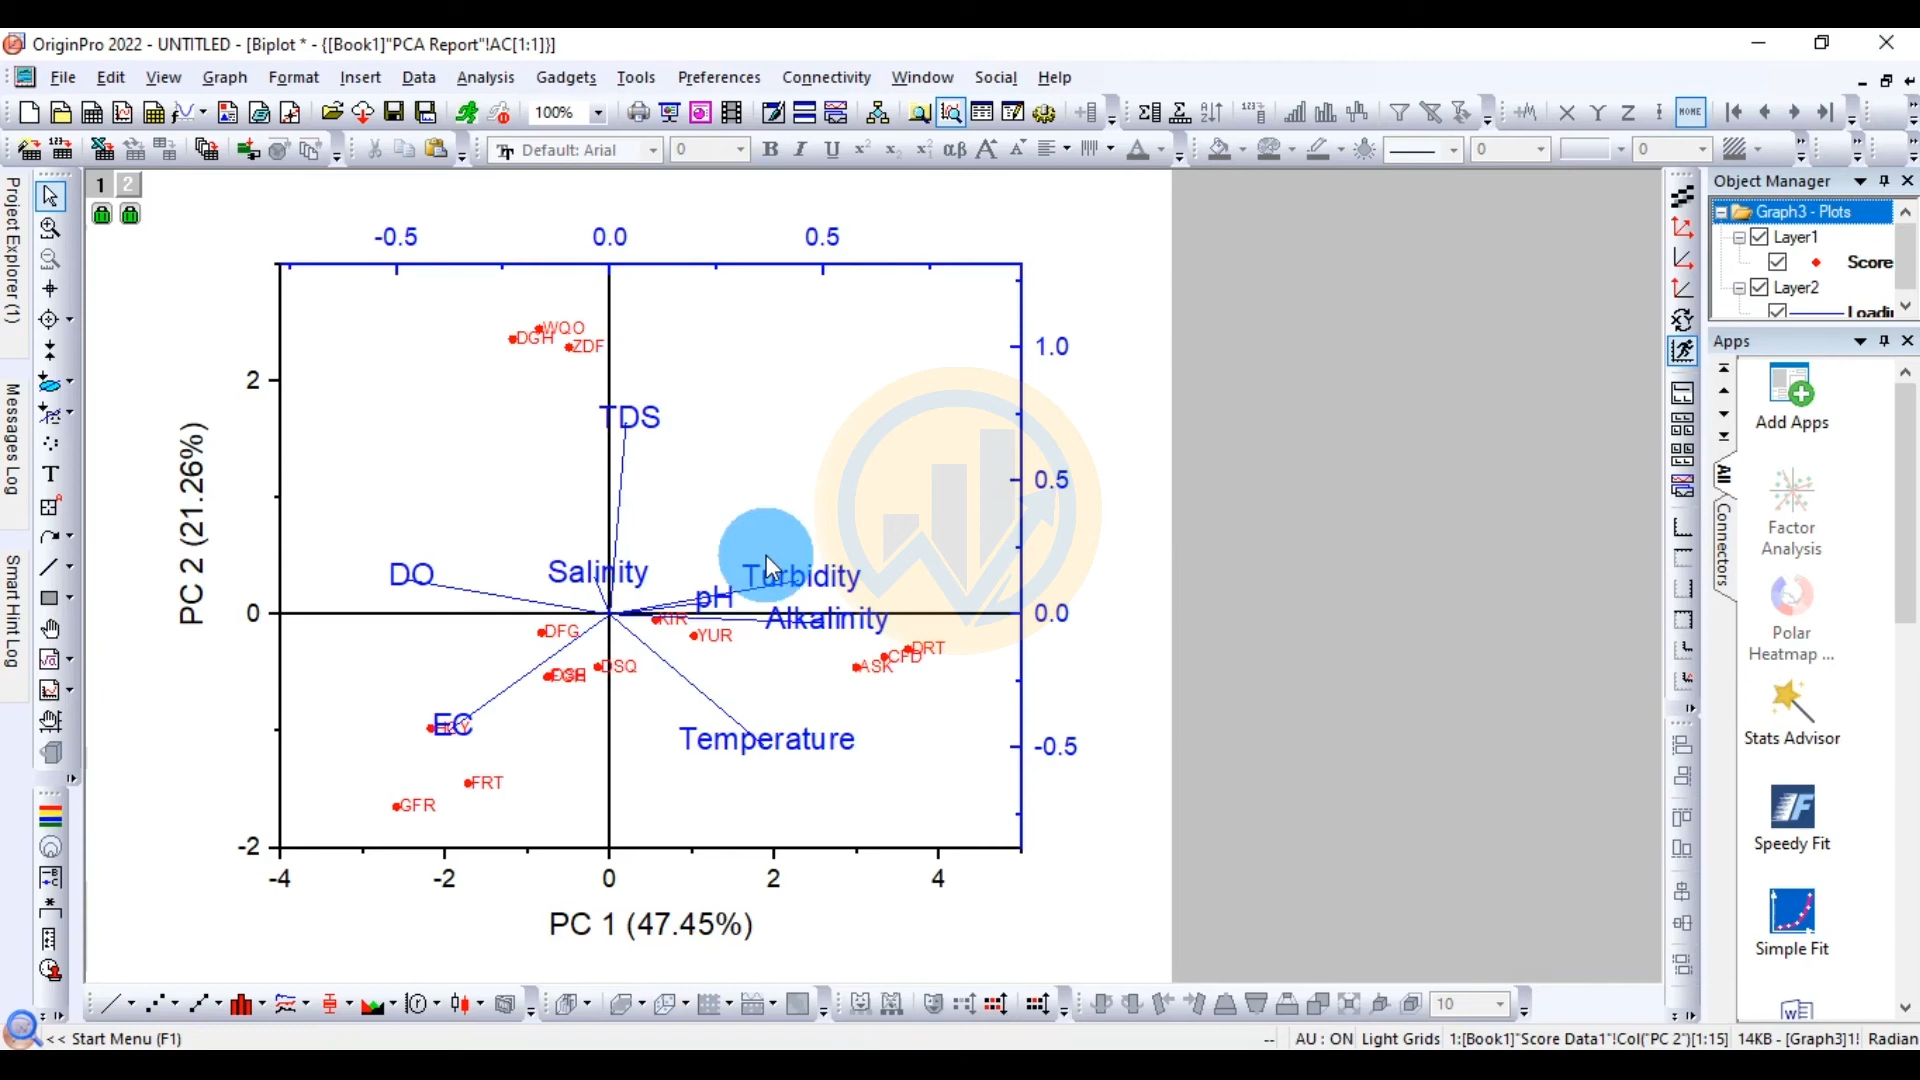 OriginPro 2022 - UNTITLED - [Biplot * - {[Book1]"PCA Report"!AC[1:1]}]
File Edit View Graph Format Insert Data Analysis Gadgets Tools Preferences Connectivity Window Social Help
100%
HOME
Default: Arial 0 B I U
0 0
Project Explorer (1)
Messages Log
Smart Hint Log
1 2
-0.5 0.0 0.5
WQO
DGH
ZDF
1.0
2
TDS
0.5
PC 2 (21.26%)
DO Salinity Turbidity
pH
0 0.0
Alkalinity
DFG YUR
DRT
CFD
DSQ ASK
EC
Temperature -0.5
FRT
GFR
-2
-4 -2 0 2 4
PC 1 (47.45%)
Object Manager
Graph3 - Plots
Layer1
Score
Layer2
Apps
All
Connectors
Add Apps
Factor
Analysis
Polar
Heatmap ...
Stats Advisor
Speedy Fit
Simple Fit
10
<< Start Menu (F1)
-- AU : ON Light Grids 1:[Book1]"Score Data1"!Col("PC 2")[1:15] 14KB - [Graph3]1! Radian